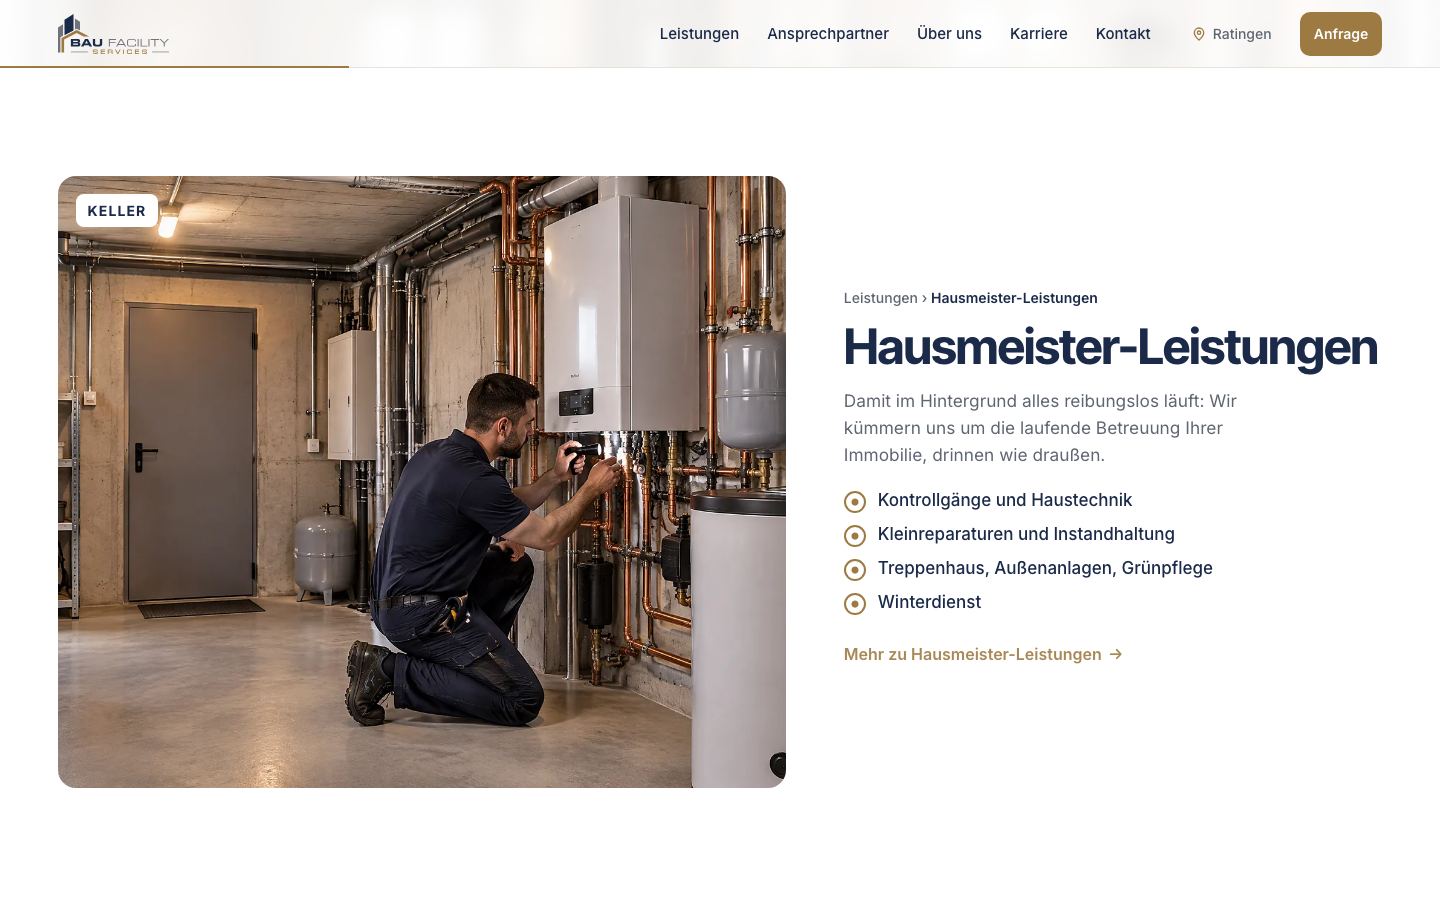 BAU FACILITY
SERVICES
Leistungen
Ansprechpartner
Über uns
Karriere
Kontakt
Ratingen
Anfrage
KELLER
Leistungen › Hausmeister-Leistungen
Hausmeister-Leistungen
Damit im Hintergrund alles reibungslos läuft: Wir
kümmern uns um die laufende Betreuung Ihrer
Immobilie, drinnen wie draußen.
Kontrollgänge und Haustechnik
Kleinreparaturen und Instandhaltung
Treppenhaus, Außenanlagen, Grünpflege
Winterdienst
Mehr zu Hausmeister-Leistungen →